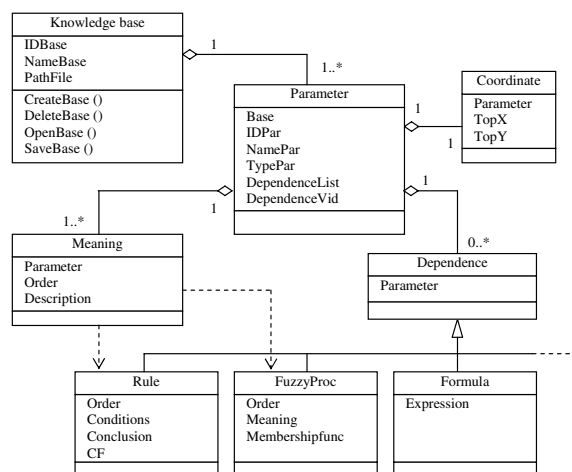 Knowledge base
IDBase
NameBase
PathFile
CreateBase ()
DeleteBase ()
OpenBase ()
SaveBase ()
1
1..*
Parameter
Base
IDPar
NamePar
TypePar
DependenceList
DependenceVid
1
1
Coordinate
Parameter
TopX
TopY
1
1..*
1
0..*
Meaning
Parameter
Order
Description
Dependence
Parameter
Rule
Order
Conditions
Conclusion
CF
FuzzyProc
Order
Meaning
Membershipfunc
Formula
Expression